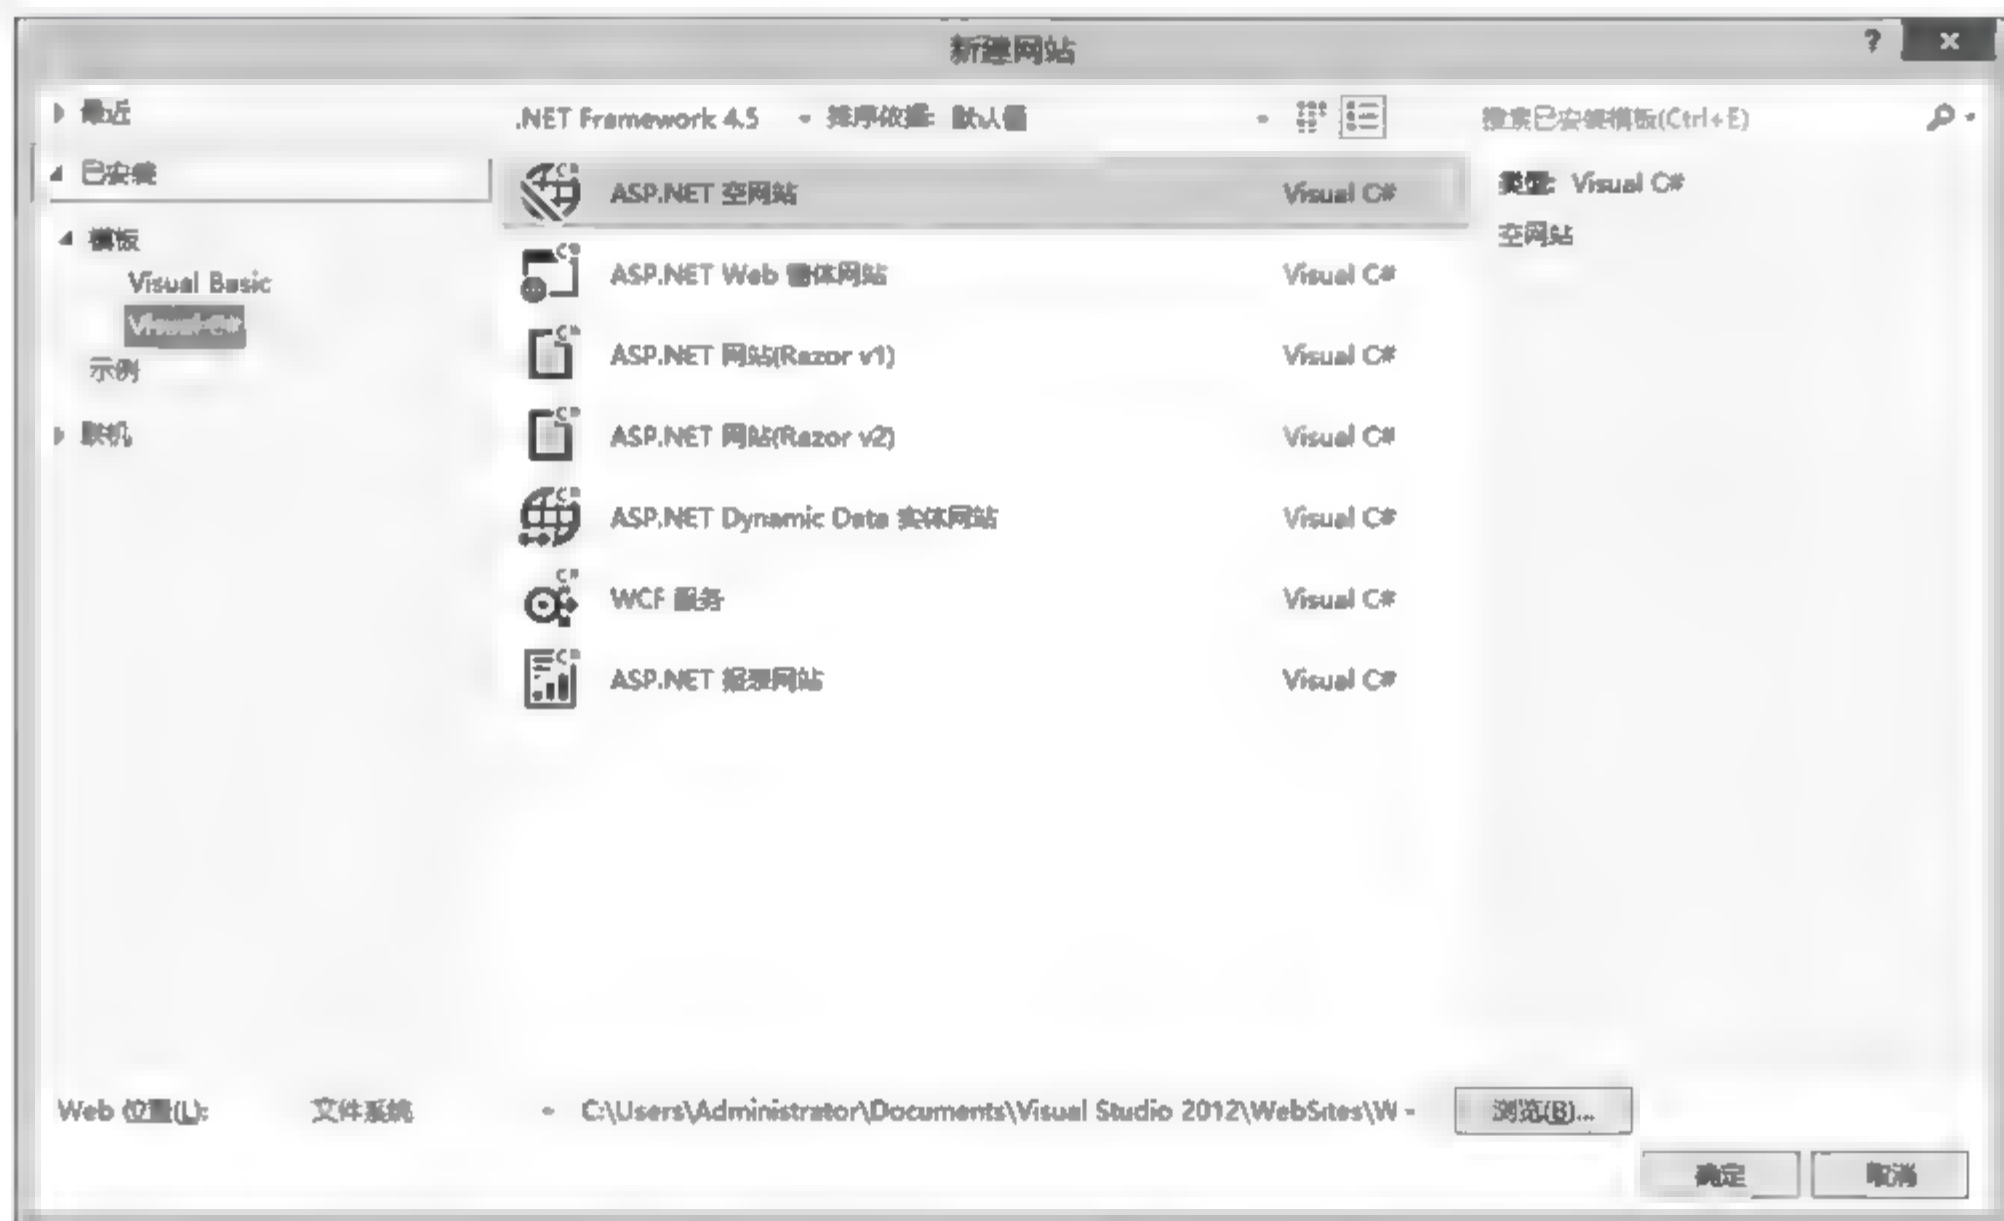 新建网站
?
最近
.NET Framework 4.5 排序依据: 默认值
搜索已安装模板(Ctrl+E)
已安装
模板
Visual Basic
Visual C#
示例
联机
ASP.NET 空网站 Visual C#
ASP.NET Web 窗体网站 Visual C#
ASP.NET 网站(Razor v1) Visual C#
ASP.NET 网站(Razor v2) Visual C#
ASP.NET Dynamic Data 实体网站 Visual C#
WCF 服务 Visual C#
ASP.NET 报表网站 Visual C#
类型: Visual C#
空网站
Web 位置(L): 文件系统 C:\Users\Administrator\Documents\Visual Studio 2012\WebSites\W 浏览(B)...
确定 取消